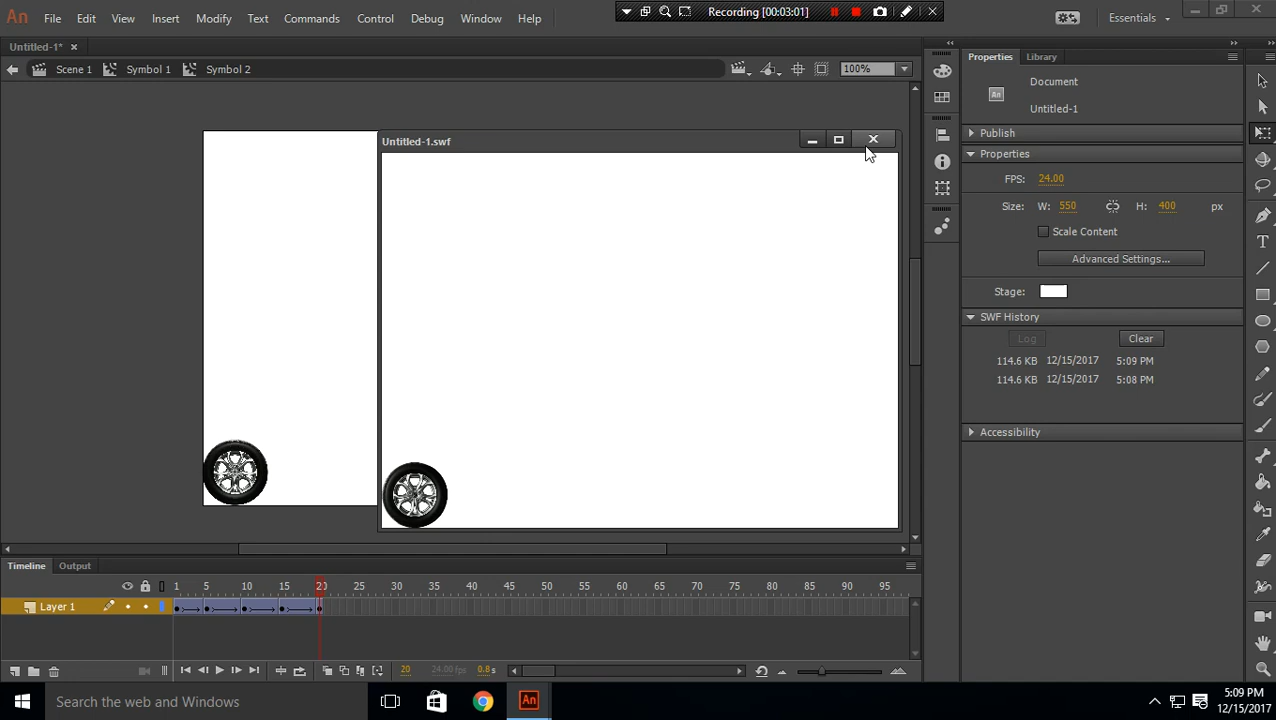 An File Edit View Insert Modify Text Commands Control Debug Window Help
Recording [00:03:01]
Essentials
Untitled-1*
Scene 1 Symbol 1 Symbol 2
100%
Properties Library
An Document
Untitled-1
Publish
Properties
FPS: 24.00
Size: W: 550 H: 400 px
Scale Content
Advanced Settings...
Stage:
SWF History
Log Clear
114.6 KB 12/15/2017 5:09 PM
114.6 KB 12/15/2017 5:08 PM
Accessibility
Untitled-1.swf
Timeline Output
1 5 10 15 20 25 30 35 40 45 50 55 60 65 70 75 80 85 90 95
Layer 1
20 24.00 fps 0.8 s
Search the web and Windows
An
5:09 PM
12/15/2017